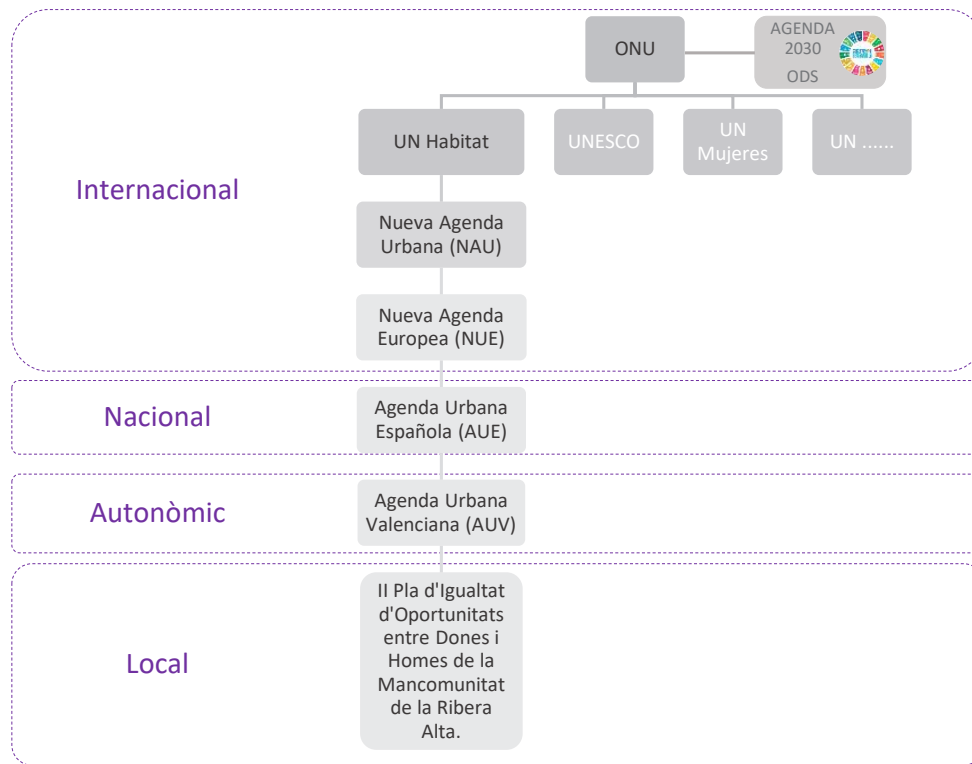 ONU
AGENDA
2030
ODS
UN Habitat
UNESCO
UN
Mujeres
UN ......
Internacional
Nueva Agenda
Urbana (NAU)
Nueva Agenda
Europea (NUE)
Nacional
Agenda Urbana
Española (AUE)
Autonòmic
Agenda Urbana
Valenciana (AUV)
Local
II Pla d'Igualtat
d'Oportunitats
entre Dones i
Homes de la
Mancomunitat
de la Ribera
Alta.